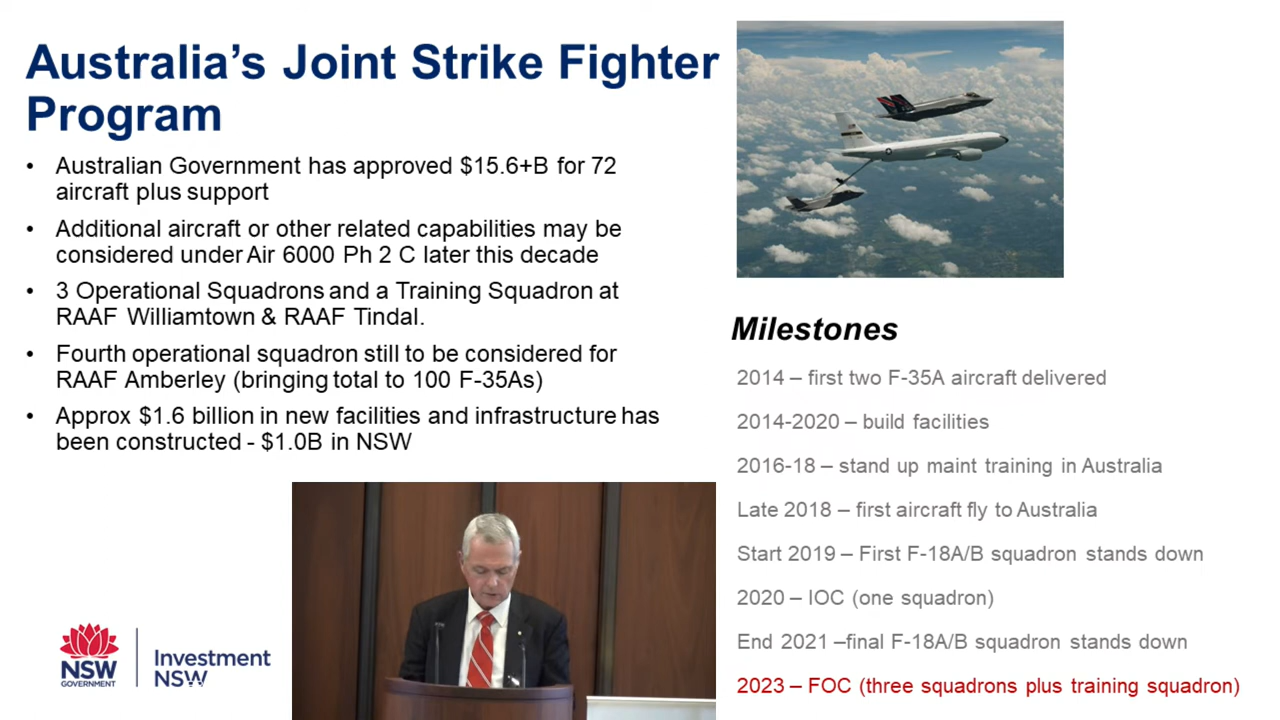 Australia's Joint Strike Fighter
Program
• Australian Government has approved $15.6+B for 72
aircraft plus support
• Additional aircraft or other related capabilities may be
considered under Air 6000 Ph 2 C later this decade
• 3 Operational Squadrons and a Training Squadron at
RAAF Williamtown & RAAF Tindal.
• Fourth operational squadron still to be considered for
RAAF Amberley (bringing total to 100 F-35As)
• Approx $1.6 billion in new facilities and infrastructure has
been constructed - $1.0B in NSW
Milestones
2014 – first two F-35A aircraft delivered
2014-2020 – build facilities
2016-18 – stand up maint training in Australia
Late 2018 – first aircraft fly to Australia
Start 2019 – First F-18A/B squadron stands down
2020 – IOC (one squadron)
End 2021 –final F-18A/B squadron stands down
2023 – FOC (three squadrons plus training squadron)
NSW
GOVERNMENT
Investment
NSW